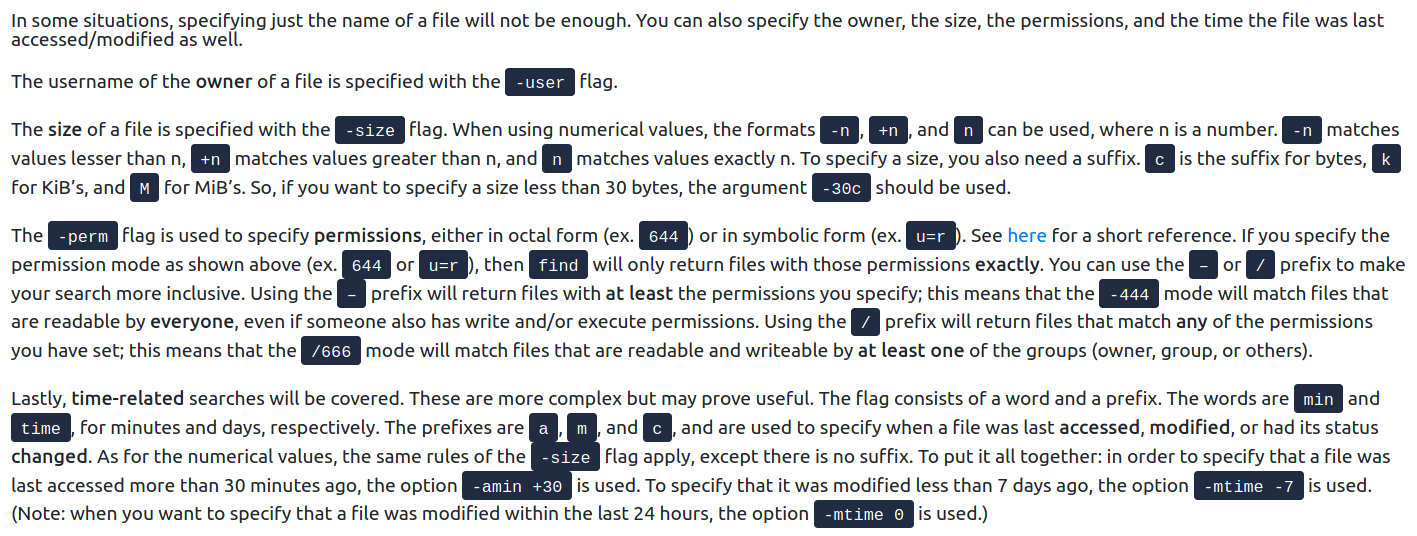 In some situations, specifying just the name of a file will not be enough. You can also specify the owner, the size, the permissions, and the time the file was last
accessed/modified as well.
The username of the owner of a file is specified with the -user flag.
The size of a file is specified with the -size flag. When using numerical values, the formats -n, +n, and n can be used, where n is a number. -n matches
values lesser than n, +n matches values greater than n, and n matches values exactly n. To specify a size, you also need a suffix. c is the suffix for bytes, k
for KiB’s, and M for MiB’s. So, if you want to specify a size less than 30 bytes, the argument -30c should be used.
The -perm flag is used to specify permissions, either in octal form (ex. 644) or in symbolic form (ex. u=r). See here for a short reference. If you specify the
permission mode as shown above (ex. 644 or u=r), then find will only return files with those permissions exactly. You can use the – or / prefix to make
your search more inclusive. Using the – prefix will return files with at least the permissions you specify; this means that the -444 mode will match files that
are readable by everyone, even if someone also has write and/or execute permissions. Using the / prefix will return files that match any of the permissions
you have set; this means that the /666 mode will match files that are readable and writeable by at least one of the groups (owner, group, or others).
Lastly, time-related searches will be covered. These are more complex but may prove useful. The flag consists of a word and a prefix. The words are min and
time, for minutes and days, respectively. The prefixes are a, m, and c, and are used to specify when a file was last accessed, modified, or had its status
changed. As for the numerical values, the same rules of the -size flag apply, except there is no suffix. To put it all together: in order to specify that a file was
last accessed more than 30 minutes ago, the option -amin +30 is used. To specify that it was modified less than 7 days ago, the option -mtime -7 is used.
(Note: when you want to specify that a file was modified within the last 24 hours, the option -mtime 0 is used.)